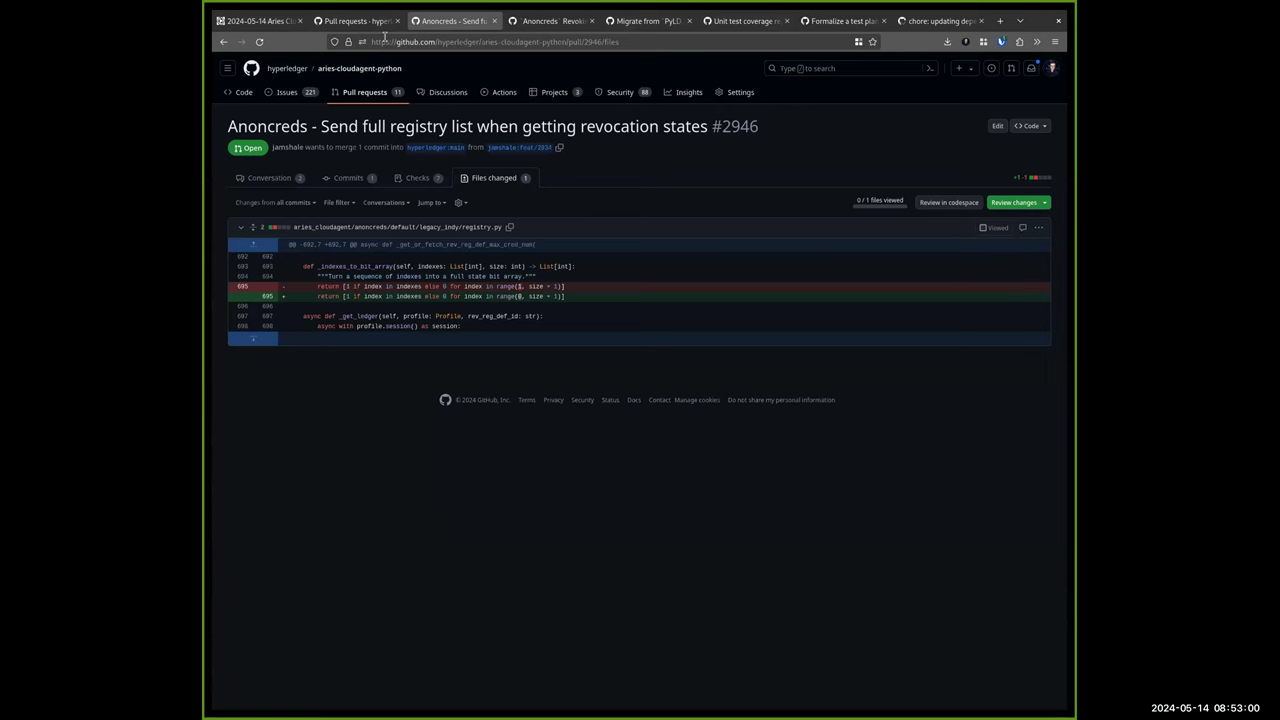 2024-05-14 Aries Cl
Pull requests · hyperl
Anoncreds - Send fu
`Anoncreds` Revokin
Migrate from `PyLD
Unit test coverage re
Formalize a test plan
chore: updating depe
https://github.com/hyperledger/aries-cloudagent-python/pull/2946/files
hyperledger / aries-cloudagent-python
Type / to search
Code
Issues 221
Pull requests 11
Discussions
Actions
Projects 3
Security 88
Insights
Settings
Anoncreds - Send full registry list when getting revocation states #2946
Edit
Code
Open
jamshale wants to merge 1 commit into hyperledger:main from jamshale:feat/2934
Conversation 2
Commits 1
Checks 7
Files changed 1
+1 -1
Changes from all commits
File filter
Conversations
Jump to
0 / 1 files viewed
Review in codespace
Review changes
2 aries_cloudagent/anoncreds/default/legacy_indy/registry.py
Viewed
@@ -692,7 +692,7 @@ async def _get_or_fetch_rev_reg_def_max_cred_num(
692 692
693 693 def _indexes_to_bit_array(self, indexes: List[int], size: int) -> List[int]:
694 694 """Turn a sequence of indexes into a full state bit array."""
695 - return [1 if index in indexes else 0 for index in range(1, size + 1)]
695 + return [1 if index in indexes else 0 for index in range(0, size + 1)]
696 696
697 697 async def _get_ledger(self, profile: Profile, rev_reg_def_id: str):
698 698 async with profile.session() as session:
© 2024 GitHub, Inc.
Terms
Privacy
Security
Status
Docs
Contact
Manage cookies
Do not share my personal information
2024-05-14 08:53:00